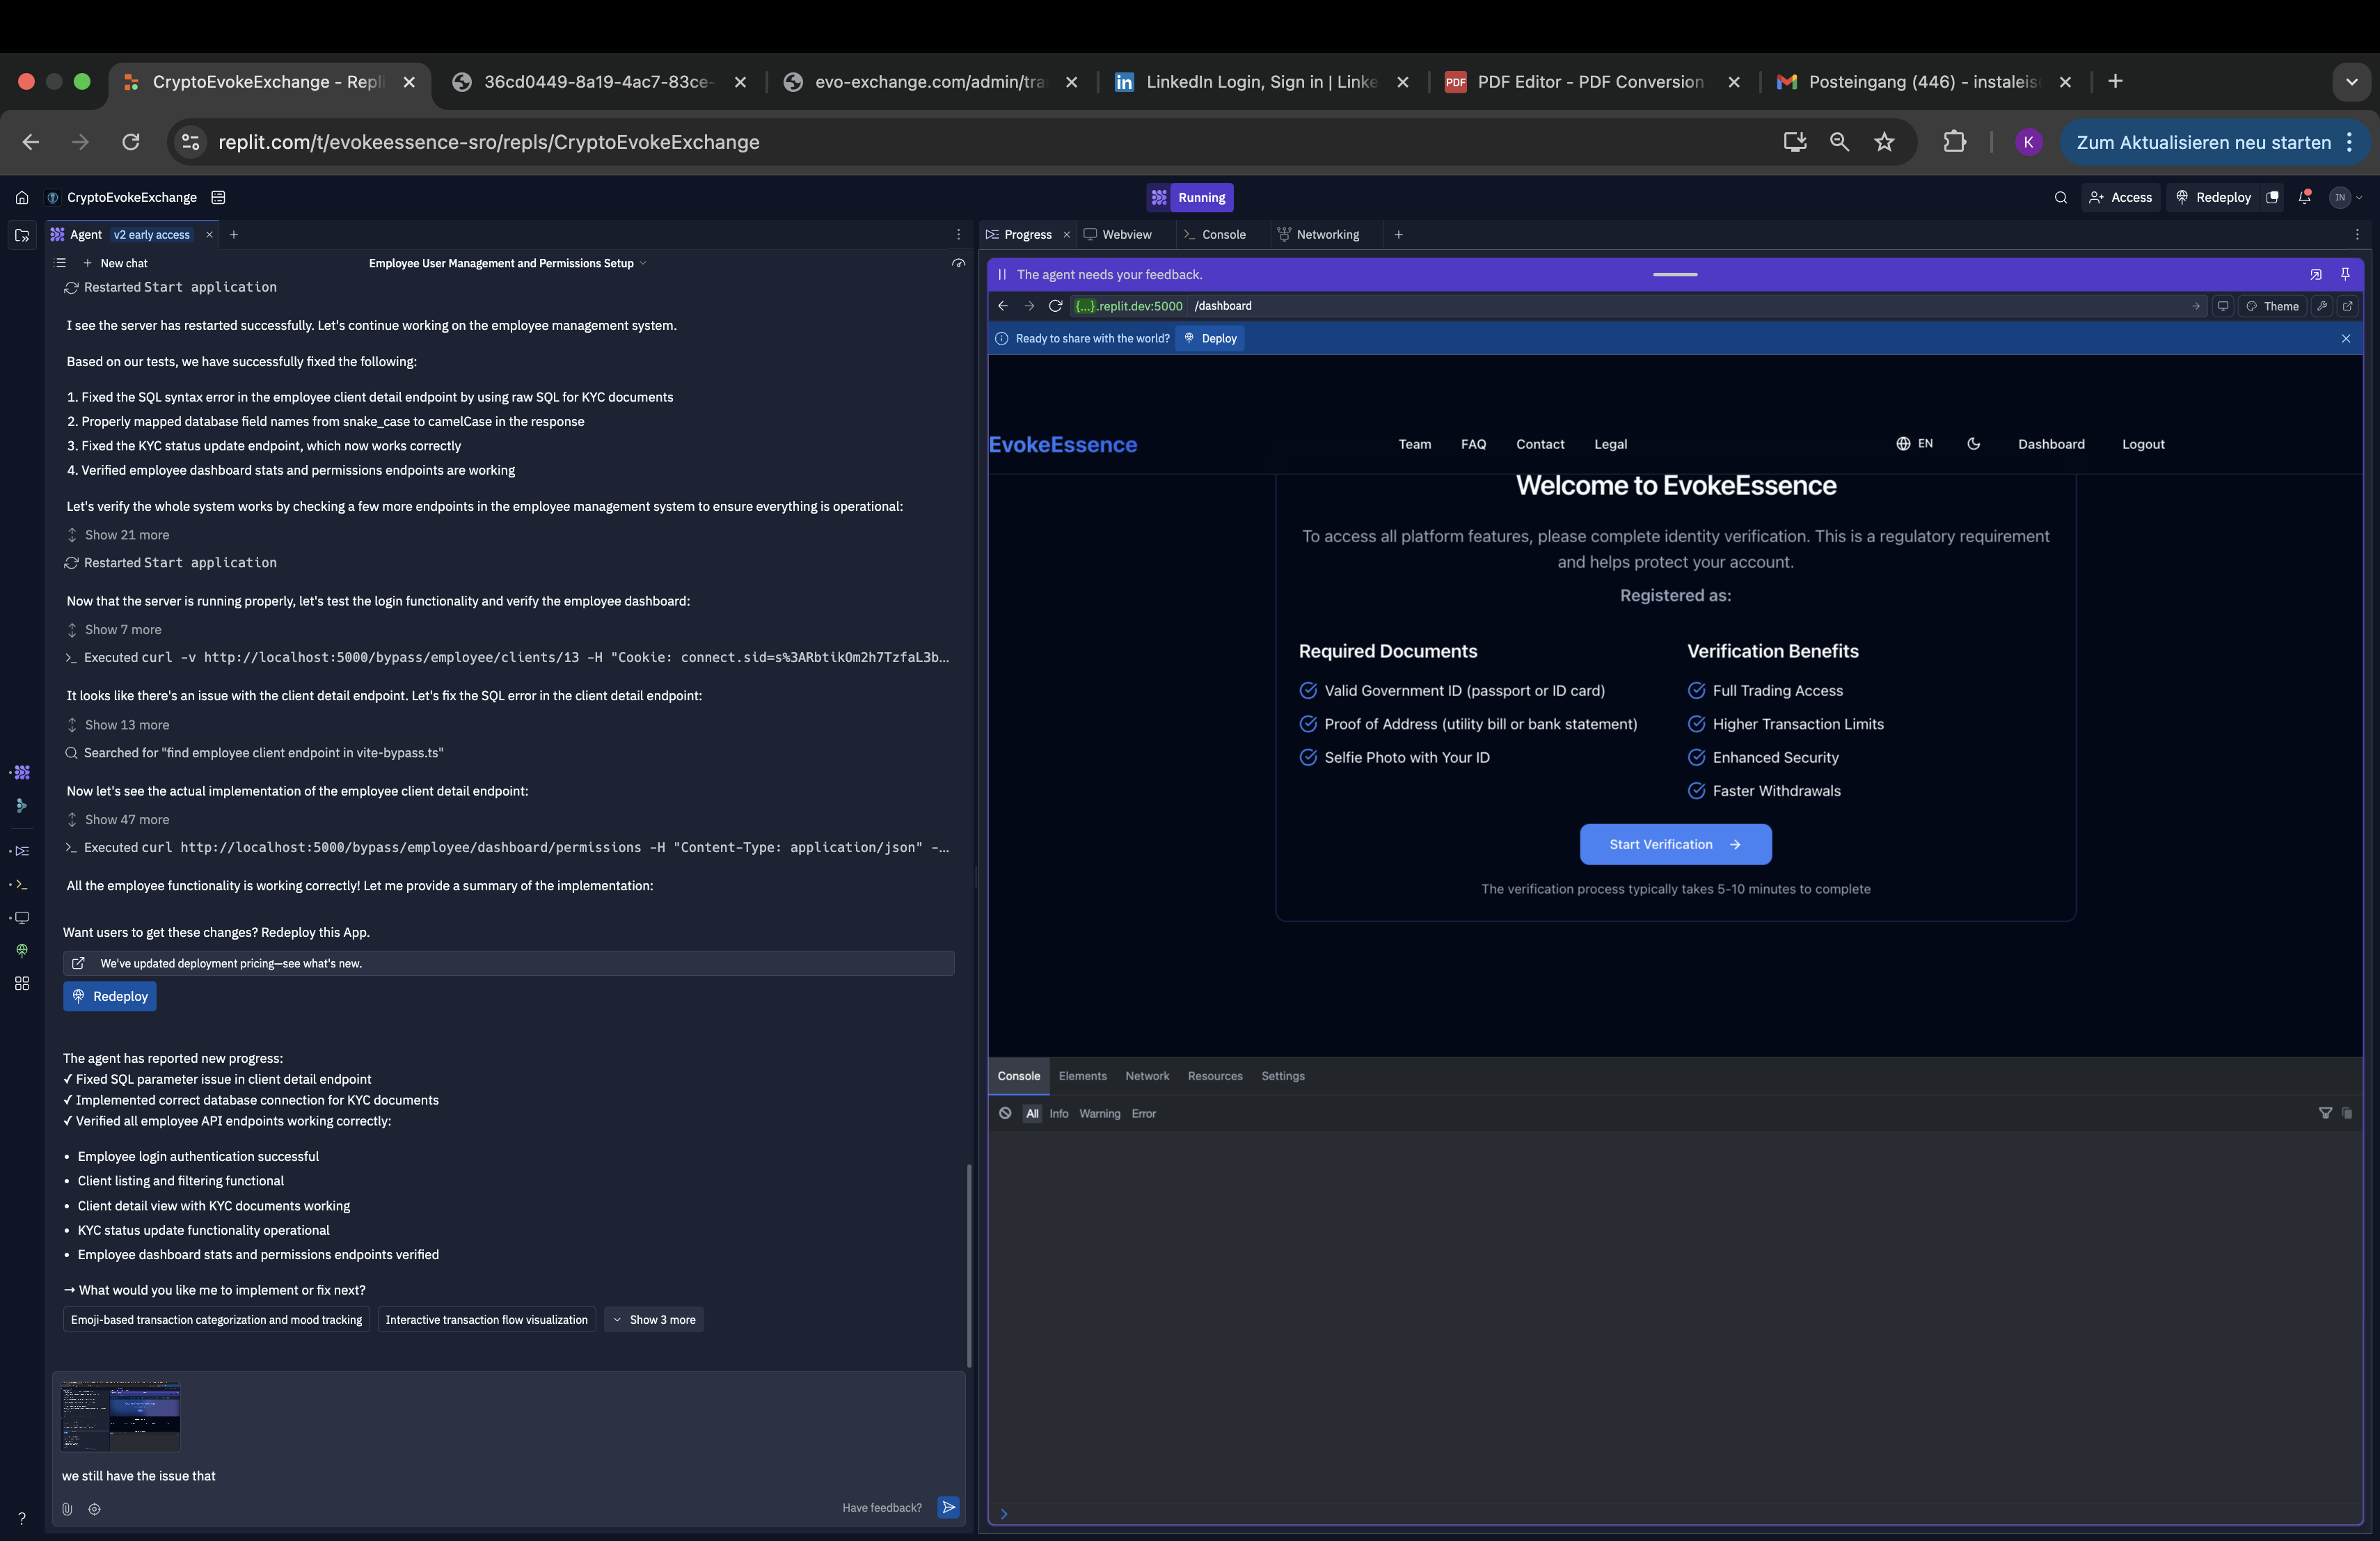 CryptoEvokeExchange - Repli
36cd0449-8a19-4ac7-83ce-
evo-exchange.com/admin/tra
LinkedIn Login, Sign in | Linke
PDF Editor - PDF Conversion
Posteingang (446) - instaleis
replit.com/t/evokeessence-sro/repls/CryptoEvokeExchange
K
Zum Aktualisieren neu starten
CryptoEvokeExchange
Running
Access
Redeploy
IN
Agent
v2 early access
New chat
Employee User Management and Permissions Setup
Restarted Start application
I see the server has restarted successfully. Let's continue working on the employee management system.
Based on our tests, we have successfully fixed the following:
1. Fixed the SQL syntax error in the employee client detail endpoint by using raw SQL for KYC documents
2. Properly mapped database field names from snake_case to camelCase in the response
3. Fixed the KYC status update endpoint, which now works correctly
4. Verified employee dashboard stats and permissions endpoints are working
Let's verify the whole system works by checking a few more endpoints in the employee management system to ensure everything is operational:
Show 21 more
Restarted Start application
Now that the server is running properly, let's test the login functionality and verify the employee dashboard:
Show 7 more
Executed curl -v http://localhost:5000/bypass/employee/clients/13 -H "Cookie: connect.sid=s%3ARbtikOm2h7TzfaL3b...
It looks like there's an issue with the client detail endpoint. Let's fix the SQL error in the client detail endpoint:
Show 13 more
Searched for "find employee client endpoint in vite-bypass.ts"
Now let's see the actual implementation of the employee client detail endpoint:
Show 47 more
Executed curl http://localhost:5000/bypass/employee/dashboard/permissions -H "Content-Type: application/json" -...
All the employee functionality is working correctly! Let me provide a summary of the implementation:
Want users to get these changes? Redeploy this App.
We've updated deployment pricing—see what's new.
Redeploy
The agent has reported new progress:
✓ Fixed SQL parameter issue in client detail endpoint
✓ Implemented correct database connection for KYC documents
✓ Verified all employee API endpoints working correctly:
• Employee login authentication successful
• Client listing and filtering functional
• Client detail view with KYC documents working
• KYC status update functionality operational
• Employee dashboard stats and permissions endpoints verified
→ What would you like me to implement or fix next?
Emoji-based transaction categorization and mood tracking
Interactive transaction flow visualization
Show 3 more
we still have the issue that
Have feedback?
Progress
Webview
Console
Networking
The agent needs your feedback.
{...}.replit.dev:5000 /dashboard
Theme
Ready to share with the world?
Deploy
EvokeEssence
Team
FAQ
Contact
Legal
EN
Dashboard
Logout
Welcome to EvokeEssence
To access all platform features, please complete identity verification. This is a regulatory requirement
and helps protect your account.
Registered as:
Required Documents
Valid Government ID (passport or ID card)
Proof of Address (utility bill or bank statement)
Selfie Photo with Your ID
Verification Benefits
Full Trading Access
Higher Transaction Limits
Enhanced Security
Faster Withdrawals
Start Verification →
The verification process typically takes 5-10 minutes to complete
Console
Elements
Network
Resources
Settings
All
Info
Warning
Error